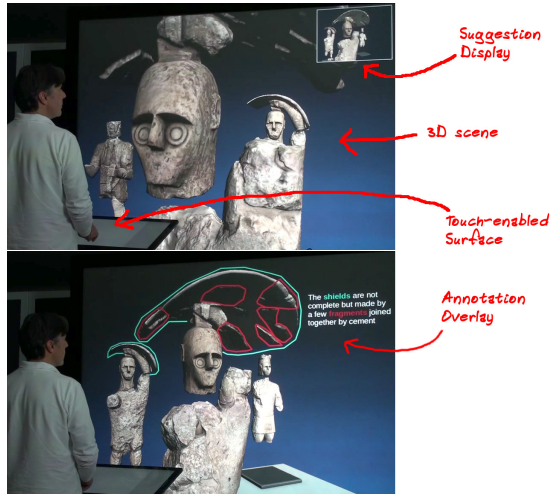 Suggestion
Display
3D scene
Touch-enabled
Surface
The shields are not
complete but made by
a few fragments joined
together by cement
Annotation
Overlay